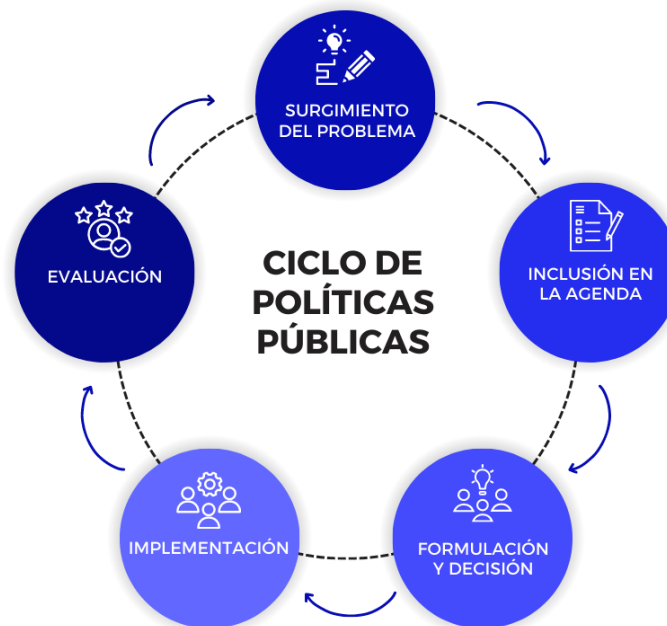 SURGIMIENTO
DEL PROBLEMA
INCLUSIÓN EN
LA AGENDA
FORMULACIÓN
Y DECISIÓN
IMPLEMENTACIÓN
EVALUACIÓN
CICLO DE
POLÍTICAS
PÚBLICAS